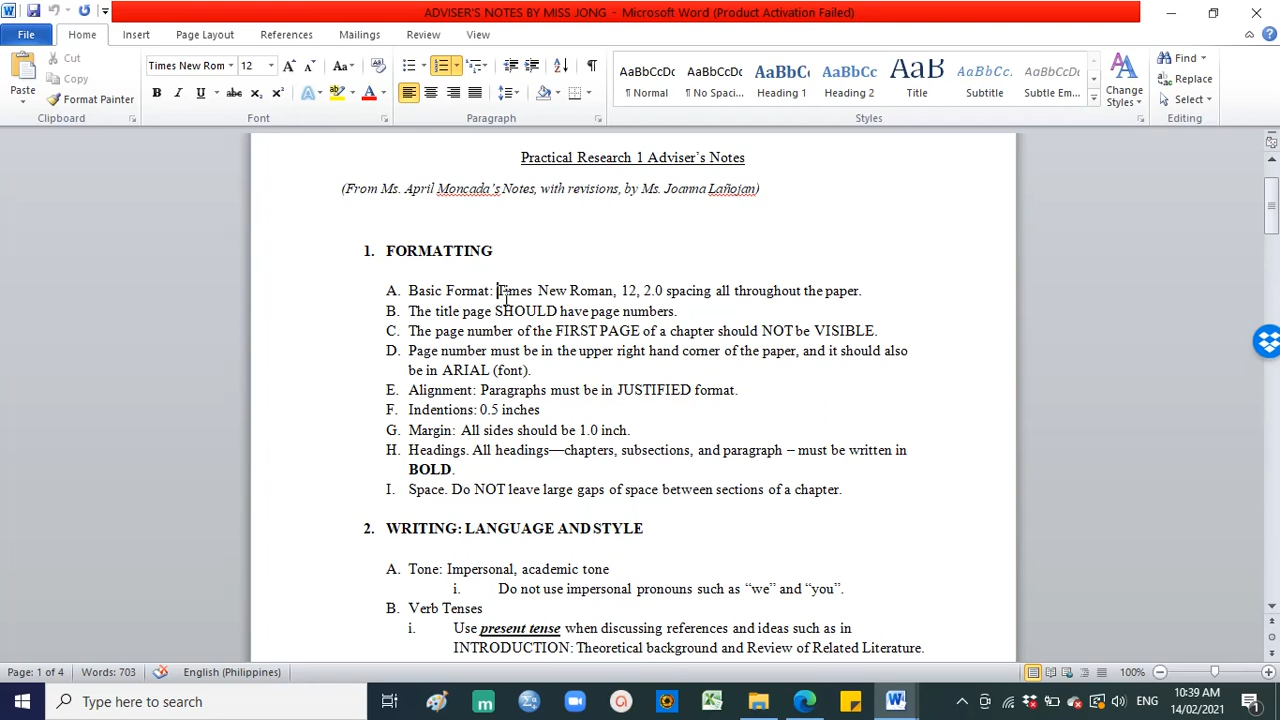 ADVISER'S NOTES BY MISS JONG - Microsoft Word (Product Activation Failed)
File Home Insert Page Layout References Mailings Review View
Paste
Cut
Copy
Format Painter
Clipboard
Times New Rom 12
Font
Paragraph
AaBbCcDc AaBbCcDc AaBbCc AaBbCc AaB AaBbCcDc AaBbCcDc
¶ Normal ¶ No Spaci... Heading 1 Heading 2 Title Subtitle Subtle Em...
Change Styles
Styles
Find
Replace
Select
Editing
Practical Research 1 Adviser's Notes
(From Ms. April Moncada's Notes, with revisions, by Ms. Joanna Lañojan)
1. FORMATTING
A. Basic Format: Times New Roman, 12, 2.0 spacing all throughout the paper.
B. The title page SHOULD have page numbers.
C. The page number of the FIRST PAGE of a chapter should NOT be VISIBLE.
D. Page number must be in the upper right hand corner of the paper, and it should also
be in ARIAL (font).
E. Alignment: Paragraphs must be in JUSTIFIED format.
F. Indentions: 0.5 inches
G. Margin: All sides should be 1.0 inch.
H. Headings. All headings—chapters, subsections, and paragraph – must be written in
BOLD.
I. Space. Do NOT leave large gaps of space between sections of a chapter.
2. WRITING: LANGUAGE AND STYLE
A. Tone: Impersonal, academic tone
i. Do not use impersonal pronouns such as “we” and “you”.
B. Verb Tenses
i. Use present tense when discussing references and ideas such as in
INTRODUCTION: Theoretical background and Review of Related Literature.
Page: 1 of 4 Words: 703 English (Philippines) 100%
Type here to search
ENG
10:39 AM
14/02/2021